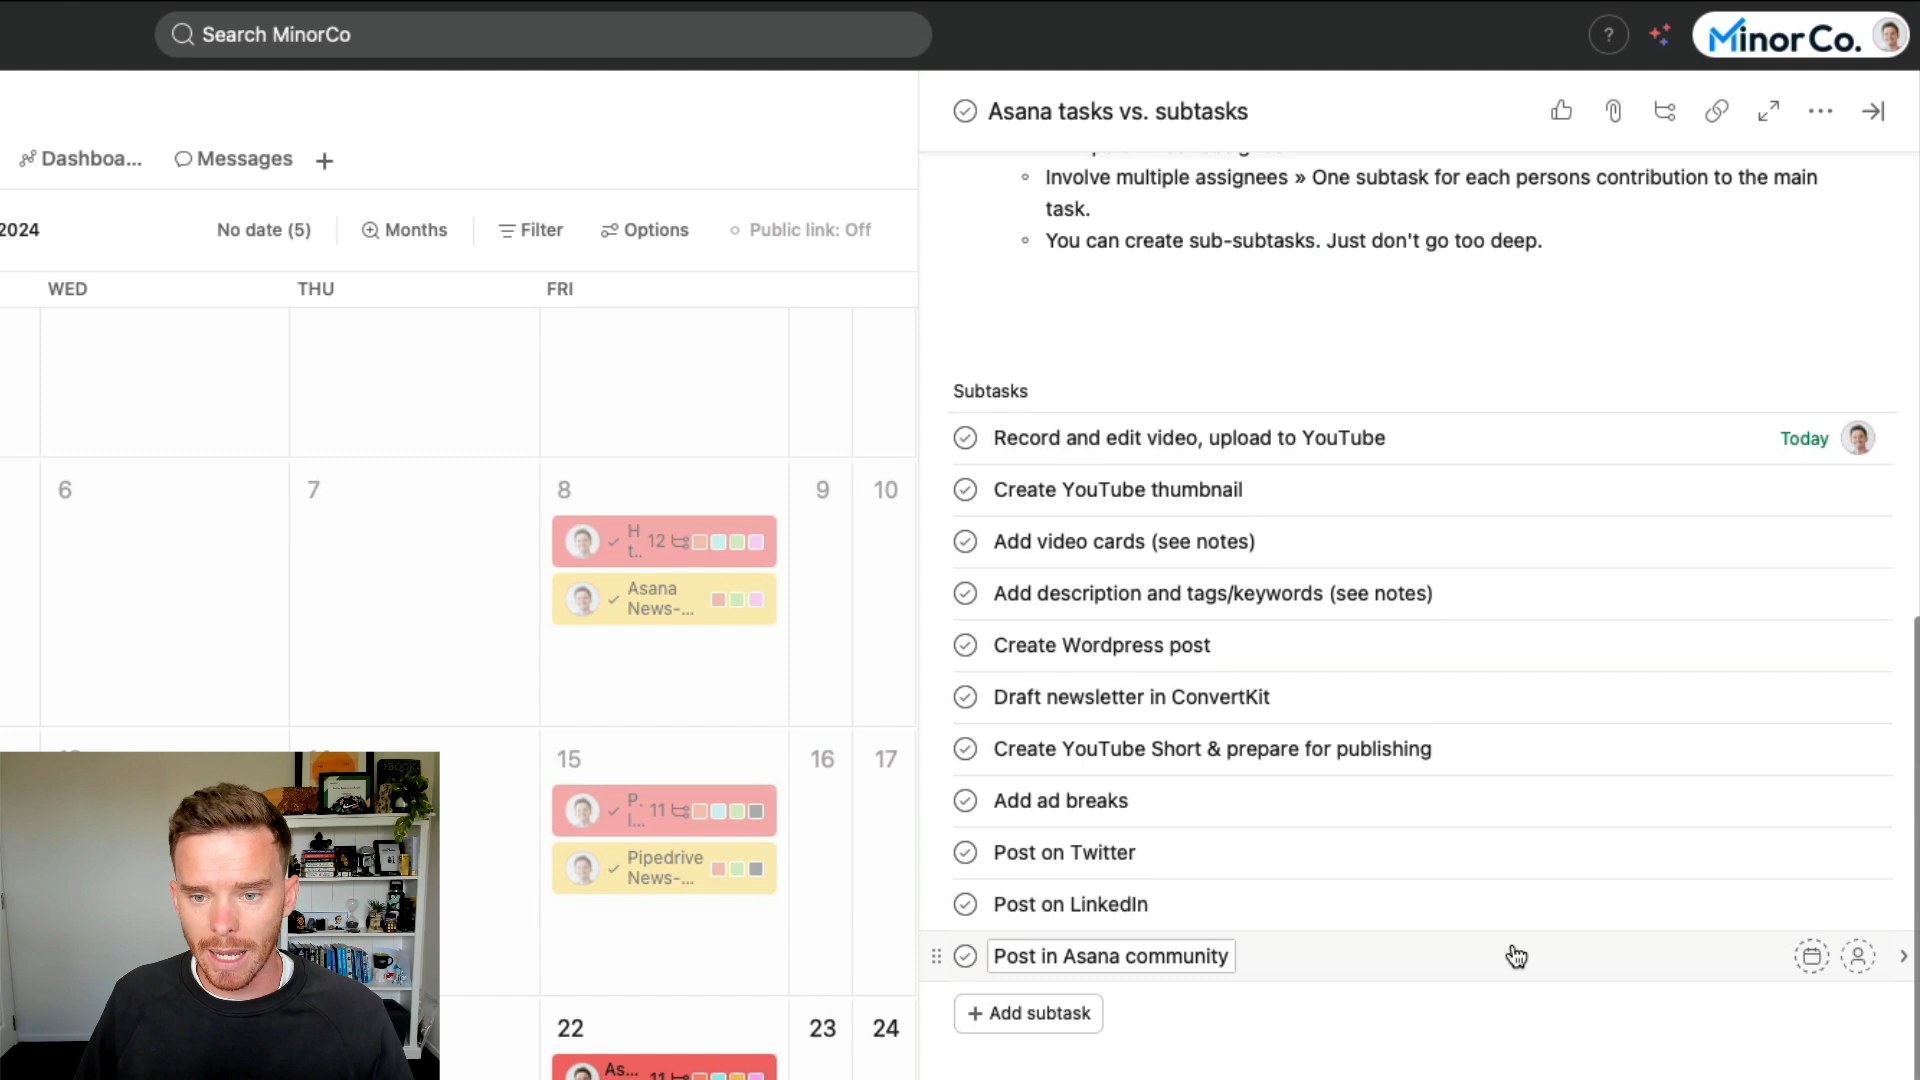 Search MinorCo
?
MinorCo.
Asana tasks vs. subtasks
Dashboa...
Messages
2024
No date (5)
Months
Filter
Options
Public link: Off
WED
THU
FRI
6
7
8
9
10
H
t..
12
Asana
News-...
15
16
17
P.
I...
11
Pipedrive
News-...
22
23
24
As...
11
Involve multiple assignees » One subtask for each persons contribution to the main
task.
You can create sub-subtasks. Just don't go too deep.
Subtasks
Record and edit video, upload to YouTube
Today
Create YouTube thumbnail
Add video cards (see notes)
Add description and tags/keywords (see notes)
Create Wordpress post
Draft newsletter in ConvertKit
Create YouTube Short & prepare for publishing
Add ad breaks
Post on Twitter
Post on LinkedIn
Post in Asana community
+ Add subtask